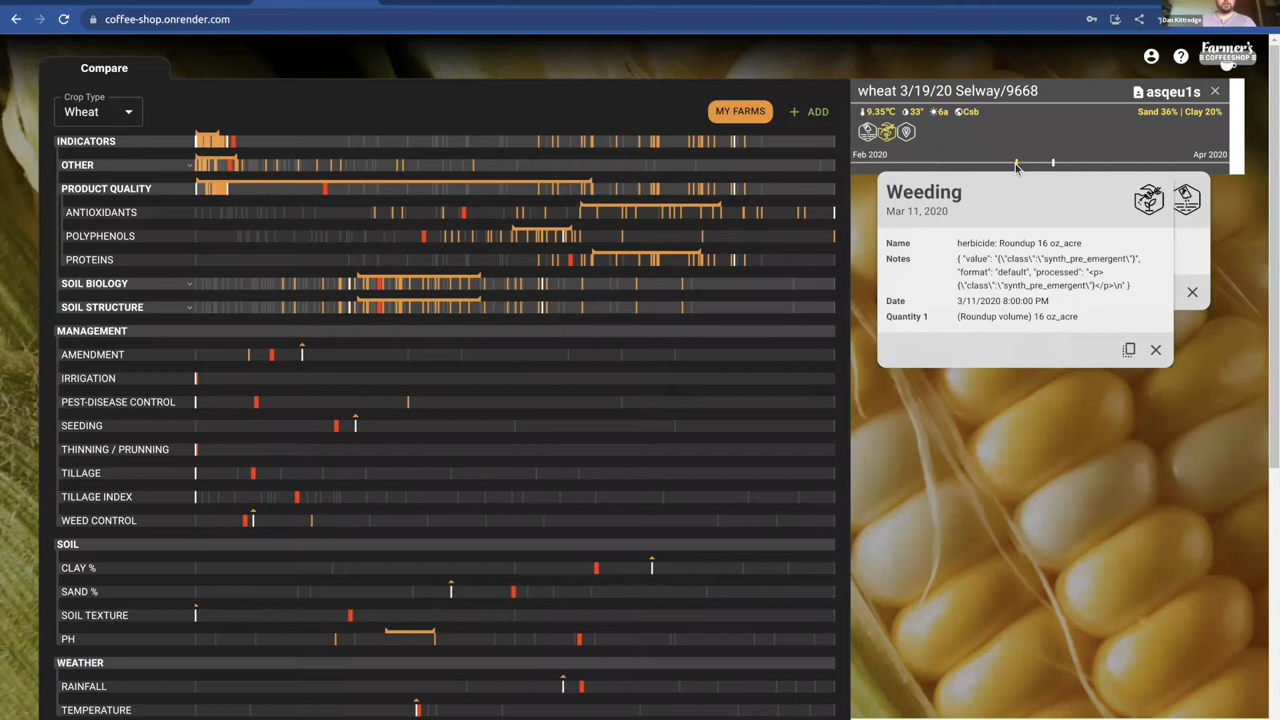 coffee-shop.onrender.com
Dan Kittredge
Compare
Farmer's
COFFEESHOP
Crop Type
Wheat
MY FARMS
+ ADD
wheat 3/19/20 Selway/9668
asqeu1s
9.35℃ 33° 6a Csb
Sand 36% | Clay 20%
Feb 2020
Apr 2020
INDICATORS
OTHER
PRODUCT QUALITY
ANTIOXIDANTS
POLYPHENOLS
PROTEINS
SOIL BIOLOGY
SOIL STRUCTURE
MANAGEMENT
AMENDMENT
IRRIGATION
PEST-DISEASE CONTROL
SEEDING
THINNING / PRUNNING
TILLAGE
TILLAGE INDEX
WEED CONTROL
SOIL
CLAY %
SAND %
SOIL TEXTURE
PH
WEATHER
RAINFALL
TEMPERATURE
Weeding
Mar 11, 2020
Name herbicide: Roundup 16 oz_acre
Notes { "value": "{\"class\":\"synth_pre_emergent\"}",
"format": "default", "processed": "<p>
{\"class\":\"synth_pre_emergent\"}</p>\n" }
Date 3/11/2020 8:00:00 PM
Quantity 1 (Roundup volume) 16 oz_acre